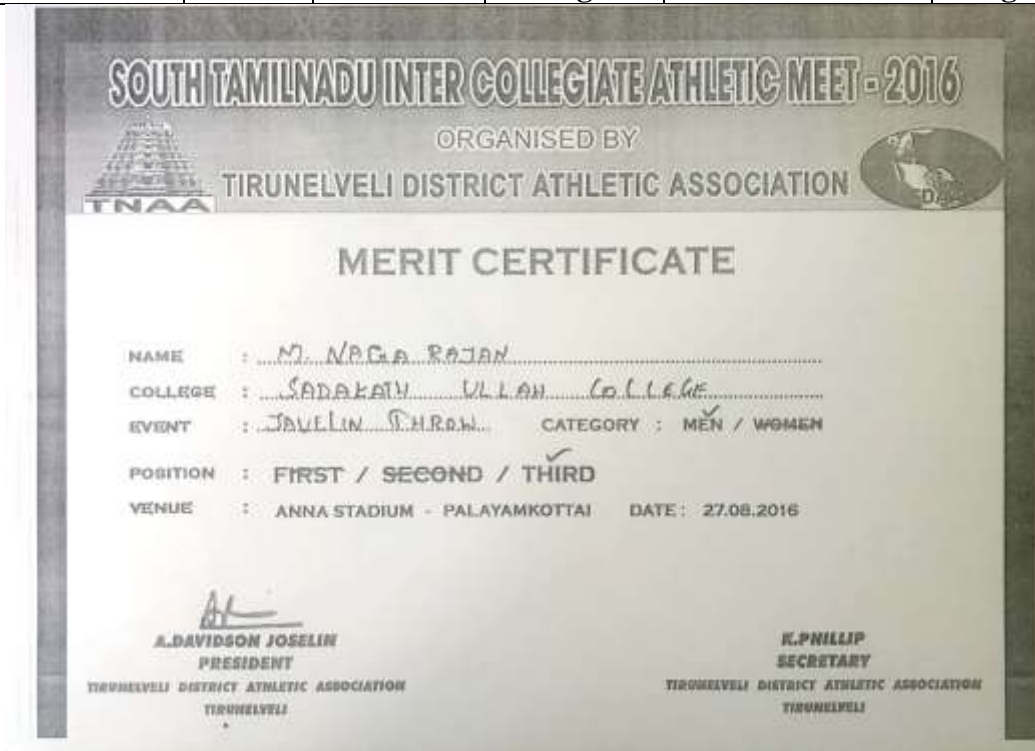 SOUTH TAMILNADU INTER COLLEGIATE ATHLETIC MEET - 2016
ORGANISED BY
TIRUNELVELI DISTRICT ATHLETIC ASSOCIATION
TNAA
MERIT CERTIFICATE
NAME : M. NAGA RAJAN
COLLEGE : SADAKATH ULLAH COLLEGE
EVENT : JAVELIN THROW CATEGORY : MEN / WOMEN
POSITION : FIRST / SECOND / THIRD
VENUE : ANNA STADIUM - PALAYAMKOTTAI DATE : 27.08.2016
A.DAVIDSON JOSELIN
PRESIDENT
TIRUNELVELI DISTRICT ATHLETIC ASSOCIATION
TIRUNELVELI
K.PHILLIP
SECRETARY
TIRUNELVELI DISTRICT ATHLETIC ASSOCIATION
TIRUNELVELI